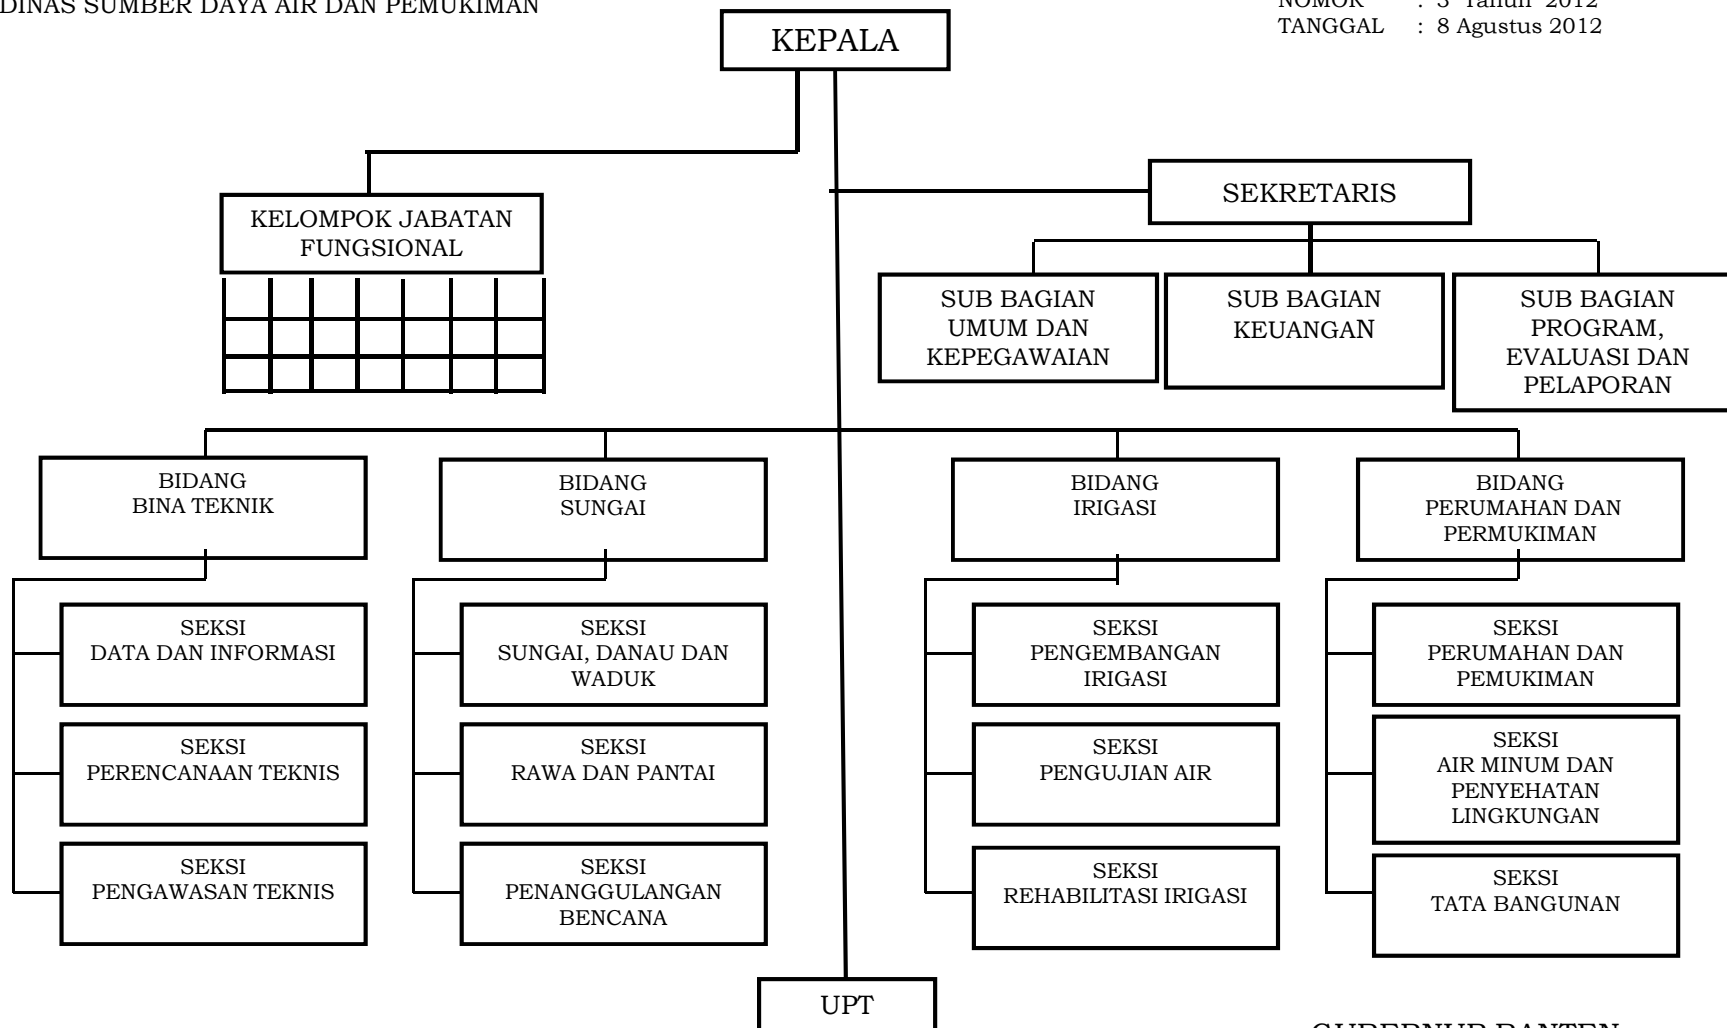 DINAS SUMBER DAYA AIR DAN PEMUKIMAN
NOMOR : 3 Tahun 2012
TANGGAL : 8 Agustus 2012
KEPALA
KELOMPOK JABATAN
FUNGSIONAL
SEKRETARIS
SUB BAGIAN
UMUM DAN
KEPEGAWAIAN
SUB BAGIAN
KEUANGAN
SUB BAGIAN
PROGRAM,
EVALUASI DAN
PELAPORAN
BIDANG
BINA TEKNIK
BIDANG
SUNGAI
BIDANG
IRIGASI
BIDANG
PERUMAHAN DAN
PERMUKIMAN
SEKSI
DATA DAN INFORMASI
SEKSI
SUNGAI, DANAU DAN
WADUK
SEKSI
PENGEMBANGAN
IRIGASI
SEKSI
PERUMAHAN DAN
PEMUKIMAN
SEKSI
PERENCANAAN TEKNIS
SEKSI
RAWA DAN PANTAI
SEKSI
PENGUJIAN AIR
SEKSI
AIR MINUM DAN
PENYEHATAN
LINGKUNGAN
SEKSI
PENGAWASAN TEKNIS
SEKSI
PENANGGULANGAN
BENCANA
SEKSI
REHABILITASI IRIGASI
SEKSI
TATA BANGUNAN
UPT
GUBERNUR BANTEN